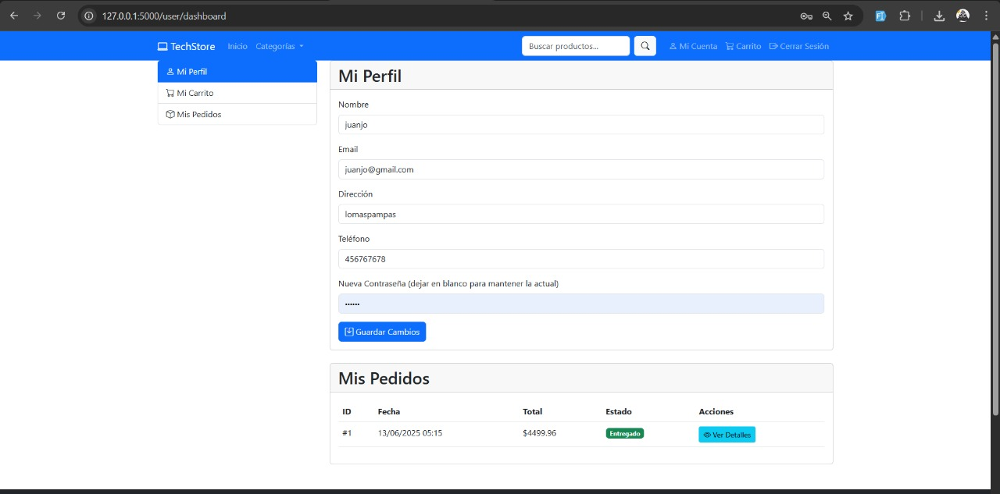 127.0.0.1:5000/user/dashboard
TechStore Inicio Categorías Buscar productos... Mi Cuenta Carrito Cerrar Sesión
Mi Perfil
Mi Carrito
Mis Pedidos
Mi Perfil
Nombre
juanjo
Email
juanjo@gmail.com
Dirección
lomaspampas
Teléfono
456767678
Nueva Contraseña (dejar en blanco para mantener la actual)
••••••
Guardar Cambios
Mis Pedidos
ID Fecha Total Estado Acciones
#1 13/06/2025 05:15 $4499.96 Entregado Ver Detalles